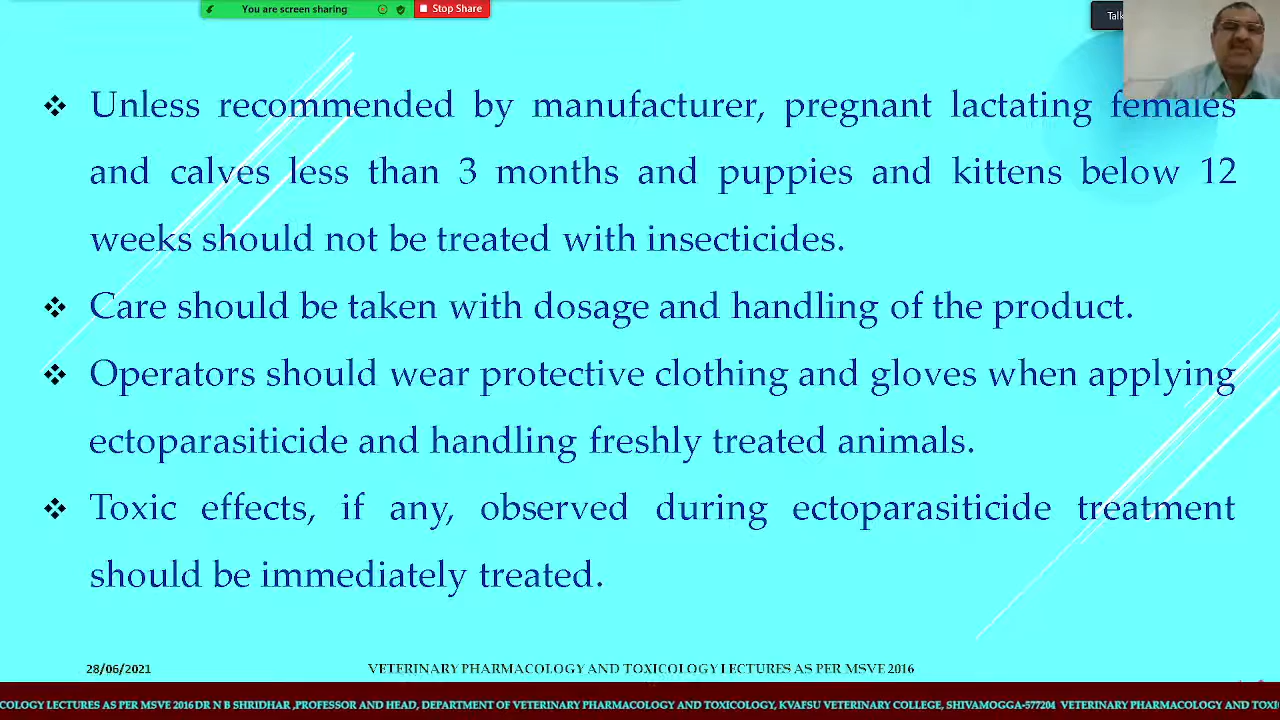 You are screen sharing
Stop Share
Talk
Unless recommended by manufacturer, pregnant lactating females
and calves less than 3 months and puppies and kittens below 12
weeks should not be treated with insecticides.
Care should be taken with dosage and handling of the product.
Operators should wear protective clothing and gloves when applying
ectoparasiticide and handling freshly treated animals.
Toxic effects, if any, observed during ectoparasiticide treatment
should be immediately treated.
28/06/2021
VETERINARY PHARMACOLOGY AND TOXICOLOGY LECTURES AS PER MSVE 2016
COLOGY LECTURES AS PER MSVE 2016 DR N B SHRIDHAR ,PROFESSOR AND HEAD, DEPARTMENT OF VETERINARY PHARMACOLOGY AND TOXICOLOGY, KVAFSU VETERINARY COLLEGE, SHIVAMOGGA-577204 VETERINARY PHARMACOLOGY AND TOXI